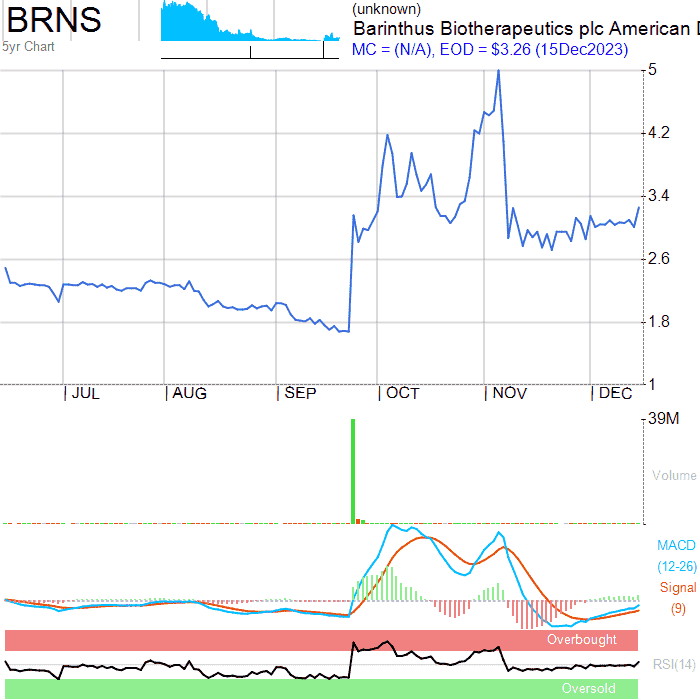 BRNS
5yr Chart
(unknown)
Barinthus Biotherapeutics plc American
MC = (N/A), EOD = $3.26 (15Dec2023)
5
4.2
3.4
2.6
1.8
1
JUL AUG SEP OCT NOV DEC
39M
Volume
MACD
(12-26)
Signal
(9)
Overbought
RSI(14)
Oversold